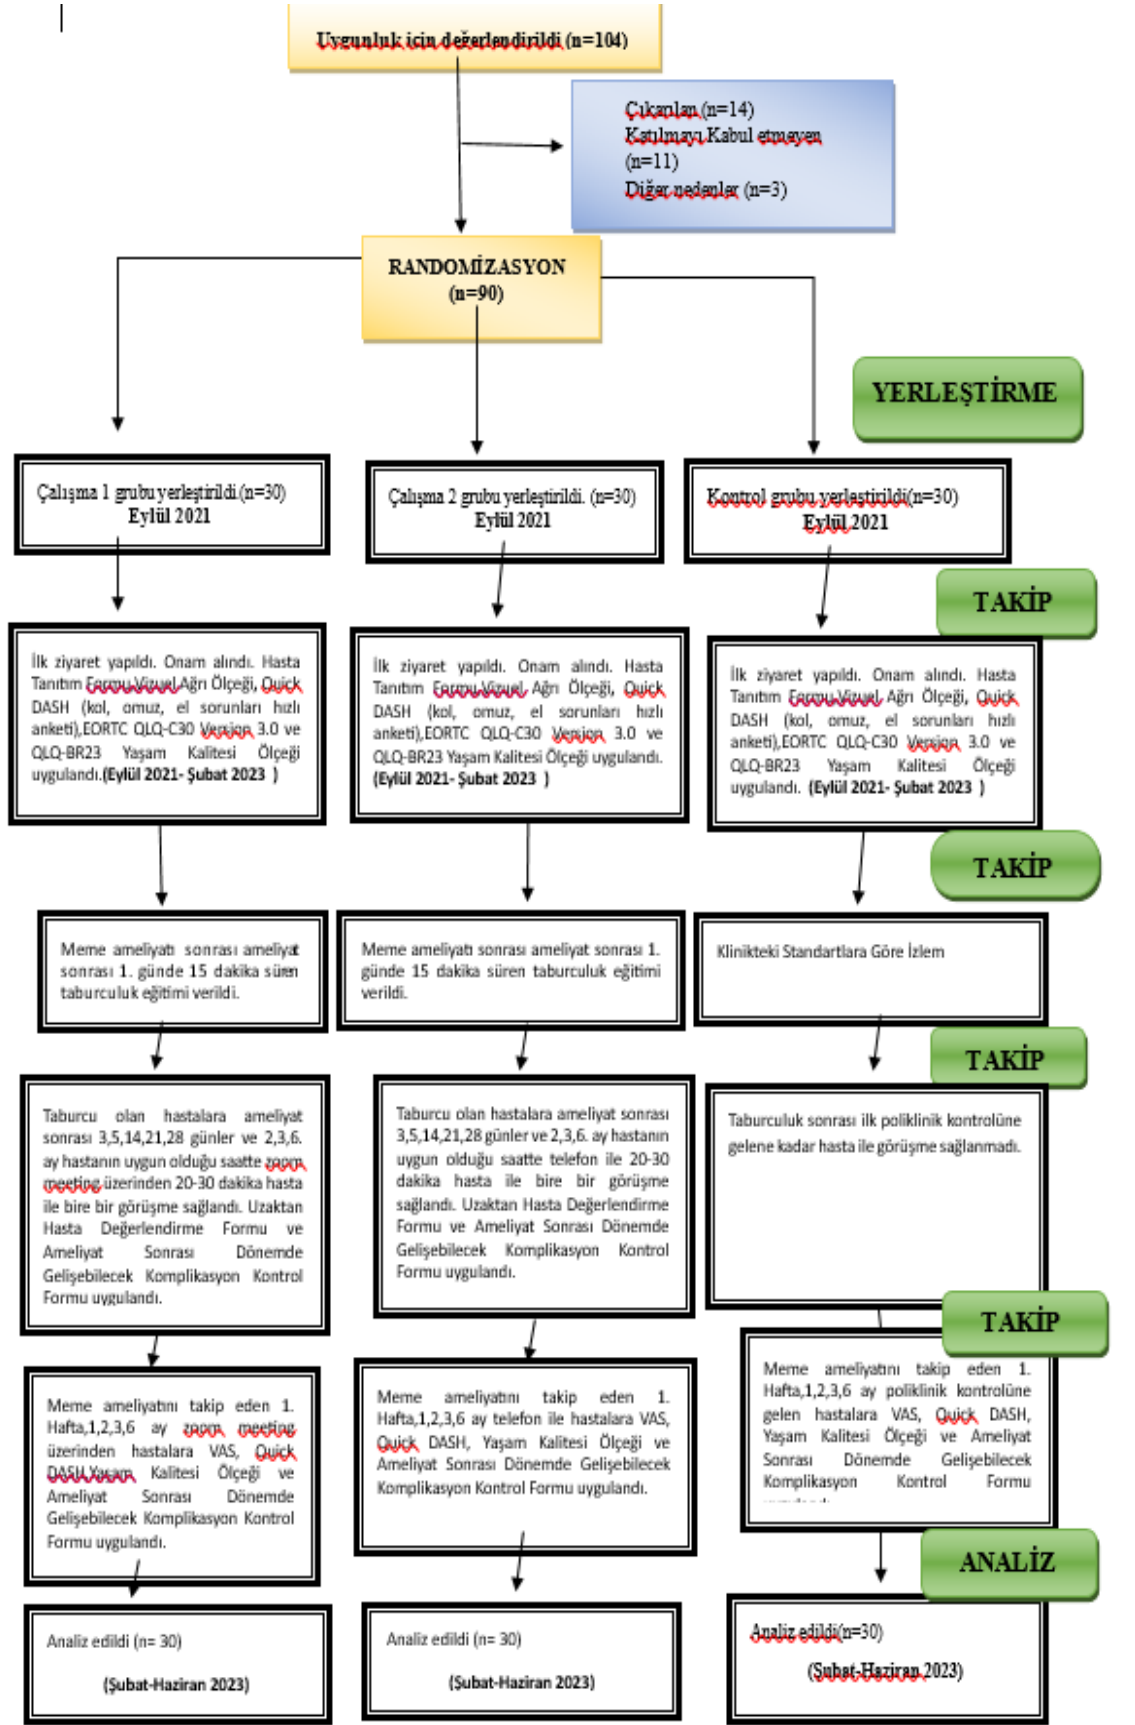 Uygunluk için değerlendirildi (n=104)
Çıkarılan (n=14)
Katılmayı Kabul etmeyen
(n=11)
Diğer nedenler (n=3)
RANDOMİZASYON
(n=90)
YERLEŞTİRME
Çalışma 1 grubu yerleştirildi.(n=30)
Eylül 2021
Çalışma 2 grubu yerleştirildi. (n=30)
Eylül 2021
Kontrol grubu yerleştirildi(n=30)
Eylül 2021
TAKİP
İlk ziyaret yapıldı. Onam alındı. Hasta
Tanıtım Formu,Vizuel Ağrı Ölçeği, Quick
DASH (kol, omuz, el sorunları hızlı
anketi),EORTC QLQ-C30 Version 3.0 ve
QLQ-BR23 Yaşam Kalitesi Ölçeği
uygulandı.(Eylül 2021- Şubat 2023 )
İlk ziyaret yapıldı. Onam alındı. Hasta
Tanıtım Formu,Vizuel Ağrı Ölçeği, Quick
DASH (kol, omuz, el sorunları hızlı
anketi),EORTC QLQ-C30 Version 3.0 ve
QLQ-BR23 Yaşam Kalitesi Ölçeği uygulandı.
(Eylül 2021- Şubat 2023 )
İlk ziyaret yapıldı. Onam alındı. Hasta
Tanıtım Formu,Vizuel Ağrı Ölçeği, Quick
DASH (kol, omuz, el sorunları hızlı
anketi),EORTC QLQ-C30 Version 3.0 ve
QLQ-BR23 Yaşam Kalitesi Ölçeği
uygulandı. (Eylül 2021- Şubat 2023 )
TAKİP
Meme ameliyatı sonrası ameliyat
sonrası 1. günde 15 dakika süren
taburculuk eğitimi verildi.
Meme ameliyatı sonrası ameliyat sonrası 1.
günde 15 dakika süren taburculuk eğitimi
verildi.
Klinikteki Standartlara Göre İzlem
TAKİP
Taburcu olan hastalara ameliyat
sonrası 3,5,14,21,28 günler ve 2,3,6.
ay hastanın uygun olduğu saatte zoom
meeting üzerinden 20-30 dakika hasta
ile bire bir görüşme sağlandı. Uzaktan
Hasta Değerlendirme Formu ve
Ameliyat Sonrası Dönemde
Gelişebilecek Komplikasyon Kontrol
Formu uygulandı.
Taburcu olan hastalara ameliyat sonrası
3,5,14,21,28 günler ve 2,3,6. ay hastanın
uygun olduğu saatte telefon ile 20-30
dakika hasta ile bire bir görüşme
sağlandı. Uzaktan Hasta Değerlendirme
Formu ve Ameliyat Sonrası Dönemde
Gelişebilecek Komplikasyon Kontrol
Formu uygulandı.
Taburculuk sonrası ilk poliklinik kontrolüne
gelene kadar hasta ile görüşme sağlanmadı.
TAKİP
Meme ameliyatını takip eden 1.
Hafta,1,2,3,6 ay zoom meeting
üzerinden hastalara VAS, Quick
DASH,Yaşam Kalitesi Ölçeği ve
Ameliyat Sonrası Dönemde
Gelişebilecek Komplikasyon Kontrol
Formu uygulandı.
Meme ameliyatını takip eden 1.
Hafta,1,2,3,6 ay telefon ile hastalara VAS,
Quick DASH, Yaşam Kalitesi Ölçeği ve
Ameliyat Sonrası Dönemde Gelişebilecek
Komplikasyon Kontrol Formu uygulandı.
Meme ameliyatını takip eden 1.
Hafta,1,2,3,6 ay poliklinik kontrolüne
gelen hastalara VAS, Quick DASH,
Yaşam Kalitesi Ölçeği ve Ameliyat
Sonrası Dönemde Gelişebilecek
Komplikasyon Kontrol Formu
ANALİZ
Analiz edildi (n= 30)
(Şubat-Haziran 2023)
Analiz edildi (n= 30)
(Şubat-Haziran 2023)
Analiz edildi(n=30)
(Şubat-Haziran 2023)